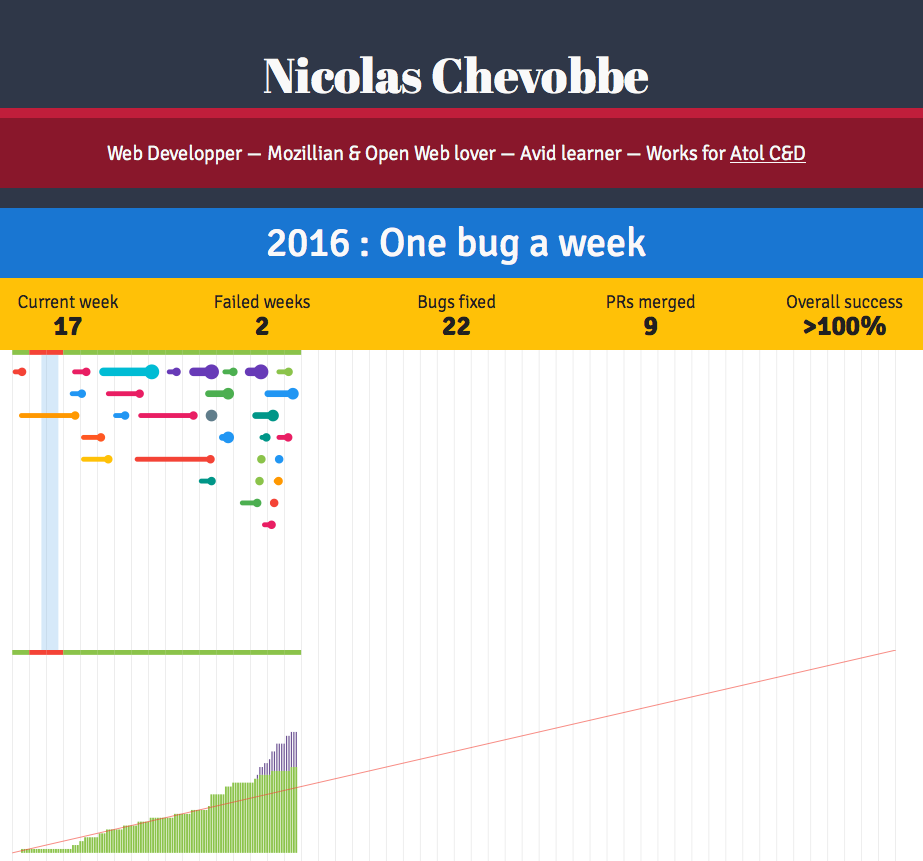 Nicolas Chevobbe
Web Developper — Mozillian & Open Web lover — Avid learner — Works for Atol C&D
2016 : One bug a week
Current week Failed weeks Bugs fixed PRs merged Overall success
17 2 22 9 >100%